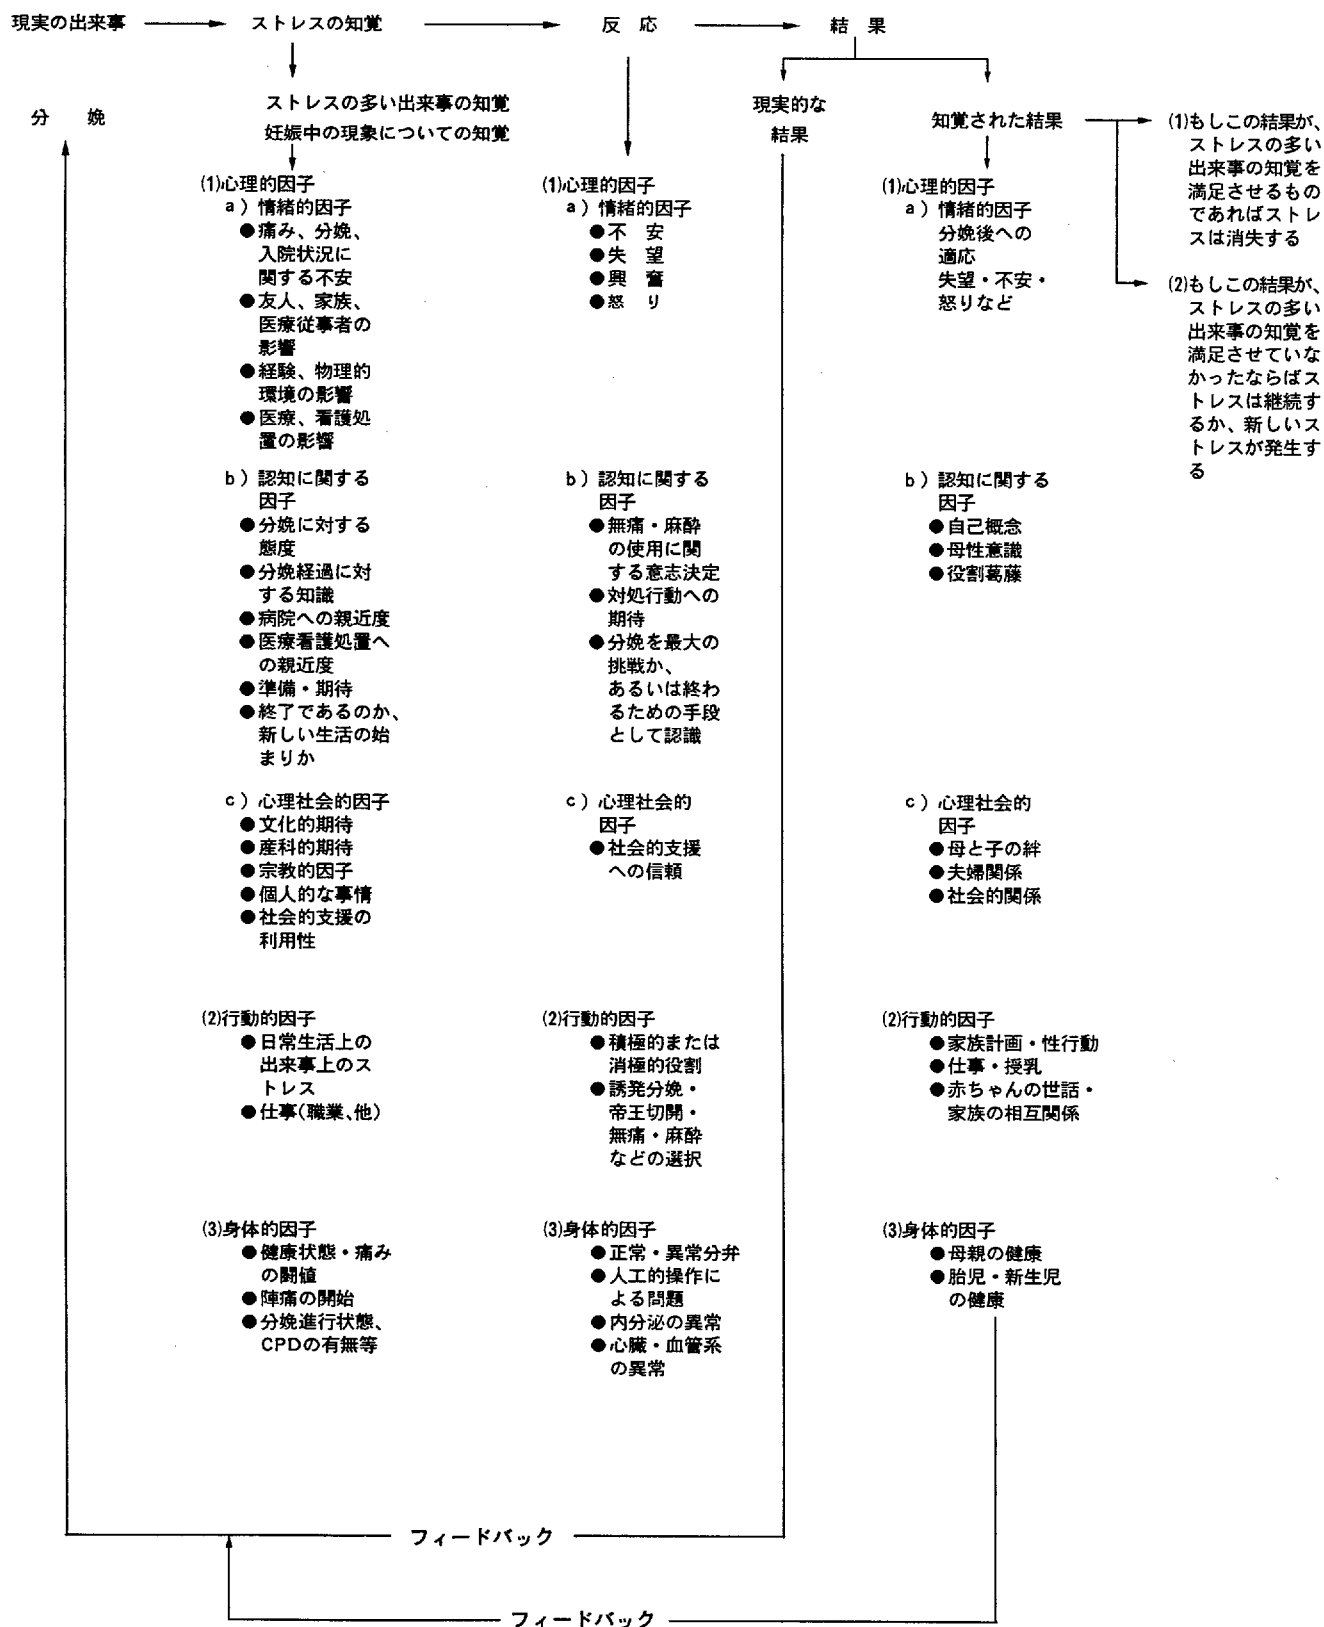 現実の出来事
ストレスの知覚
反 応
結 果
分 娩
ストレスの多い出来事の知覚
妊娠中の現象についての知覚
(1)心理的因子
a)情緒的因子
●痛み、分娩、
入院状況に
関する不安
●友人、家族、
医療従事者の
影響
●経験、物理的
環境の影響
●医療、看護処
置の影響
b)認知に関する
因子
●分娩に対する
態度
●分娩経過に対
する知識
●病院への親近度
●医療看護処置へ
の親近度
●準備・期待
●終了であるのか、
新しい生活の始
まりか
c)心理社会的因子
●文化的期待
●産科的期待
●宗教的因子
●個人的な事情
●社会的支援の
利用性
(2)行動的因子
●日常生活上の
出来事上のス
トレス
●仕事(職業、他)
(3)身体的因子
●健康状態・痛み
の閾値
●陣痛の開始
●分娩進行状態、
CPDの有無等
(1)心理的因子
a)情緒的因子
●不 安
●失 望
●興 奮
●怒 り
b)認知に関する
因子
●無痛・麻酔
の使用に関
する意志決定
●対処行動への
期待
●分娩を最大の
挑戦か、
あるいは終わ
るための手段
として認識
c)心理社会的
因子
●社会的支援
への信頼
(2)行動的因子
●積極的または
消極的役割
●誘発分娩・
帝王切開・
無痛・麻酔
などの選択
(3)身体的因子
●正常・異常分弁
●人工的操作に
よる問題
●内分泌の異常
●心臓・血管系
の異常
現実的な
結果
知覚された結果
(1)心理的因子
a)情緒的因子
分娩後への
適応
失望・不安・
怒りなど
b)認知に関する
因子
●自己概念
●母性意識
●役割葛藤
c)心理社会的
因子
●母と子の絆
●夫婦関係
●社会的関係
(2)行動的因子
●家族計画・性行動
●仕事・授乳
●赤ちゃんの世話・
家族の相互関係
(3)身体的因子
●母親の健康
●胎児・新生児
の健康
(1)もしこの結果が、
ストレスの多い
出来事の知覚を
満足させるもの
であればストレ
スは消失する
(2)もしこの結果が、
ストレスの多い
出来事の知覚を
満足させていな
かったならばス
トレスは継続す
るか、新しいス
トレスが発生す
る
フィードバック
フィードバック